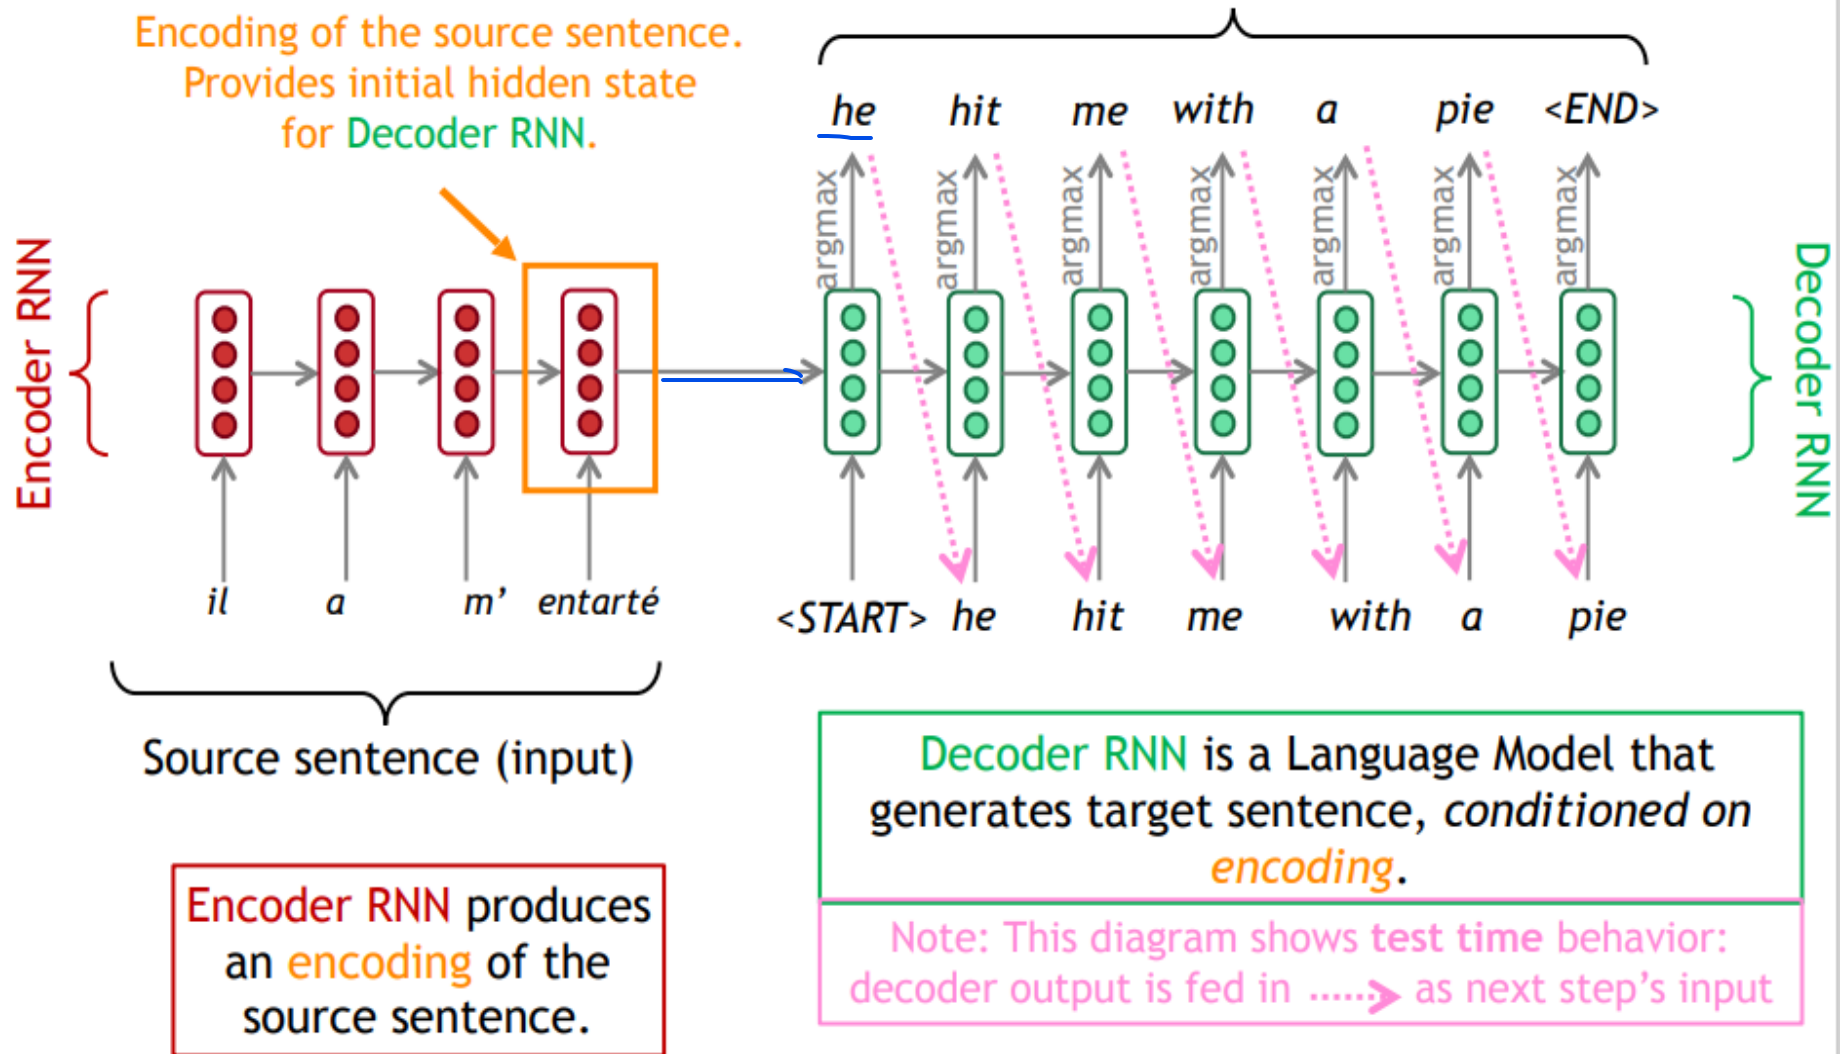 Encoding of the source sentence.
Provides initial hidden state
for Decoder RNN.
he hit me with a pie <END>
argmax argmax argmax argmax argmax argmax argmax
Encoder RNN
Decoder RNN
il a m’ entarté
<START> he hit me with a pie
Source sentence (input)
Encoder RNN produces
an encoding of the
source sentence.
Decoder RNN is a Language Model that
generates target sentence, conditioned on
encoding.
Note: This diagram shows test time behavior:
decoder output is fed in as next step’s input